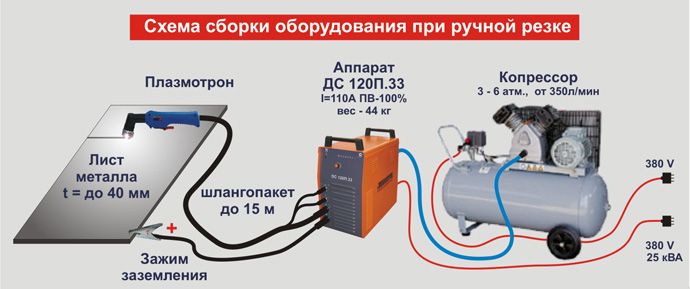 Схема сборки оборудования при ручной резке
Плазмотрон
Аппарат
ДС 120П.33
I=110А ПВ-100%
вес - 44 кг
Копрессор
3 - 6 атм., от 350л/мин
Лист
металла
t = до 40 мм
шлангопакет
до 15 м
ДС 120П.33
380 V
+
Зажим
заземления
380 V
25 кВА